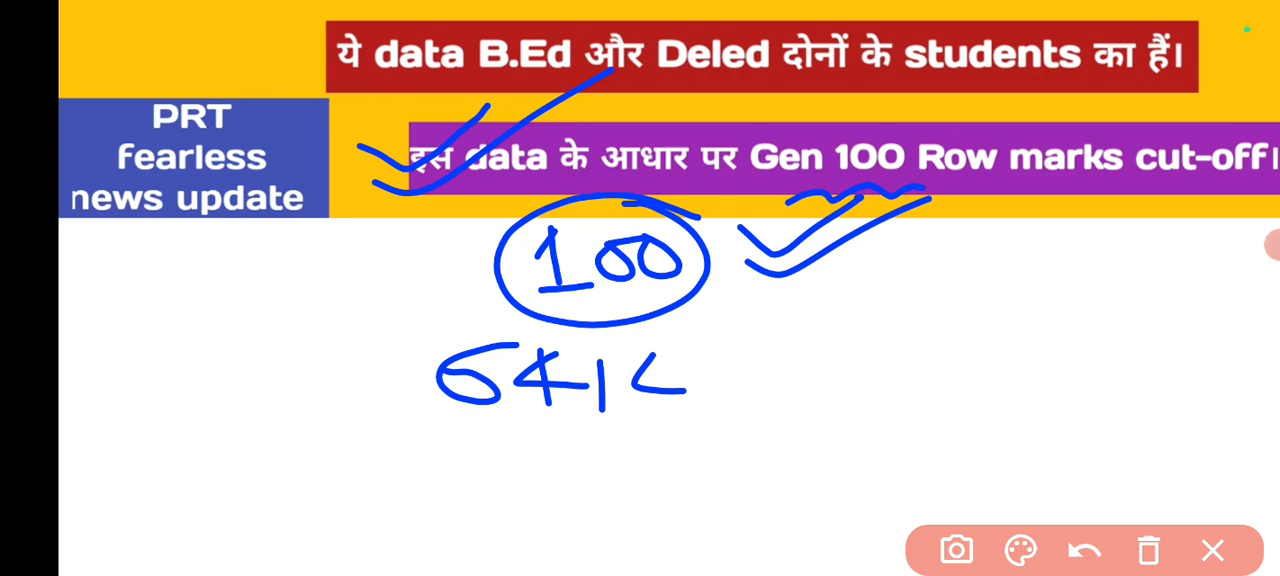 ये data B.Ed और Deled दोनों के students का हैं।
PRT
fearless
news update
इस data के आधार पर Gen 100 Row marks cut-off।
100